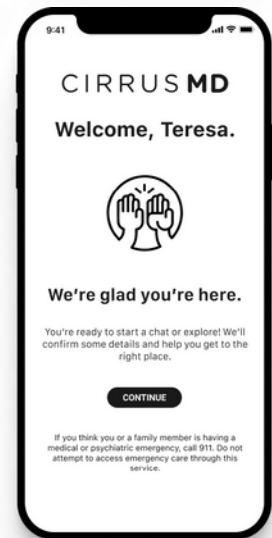 9:41
CIRRUS MD
Welcome, Teresa.
We're glad you're here.
You're ready to start a chat or explore! We'll
confirm some details and help you get to the
right place.
CONTINUE
If you think you or a family member is having a
medical or psychiatric emergency, call 911. Do not
attempt to access emergency care through this
service.